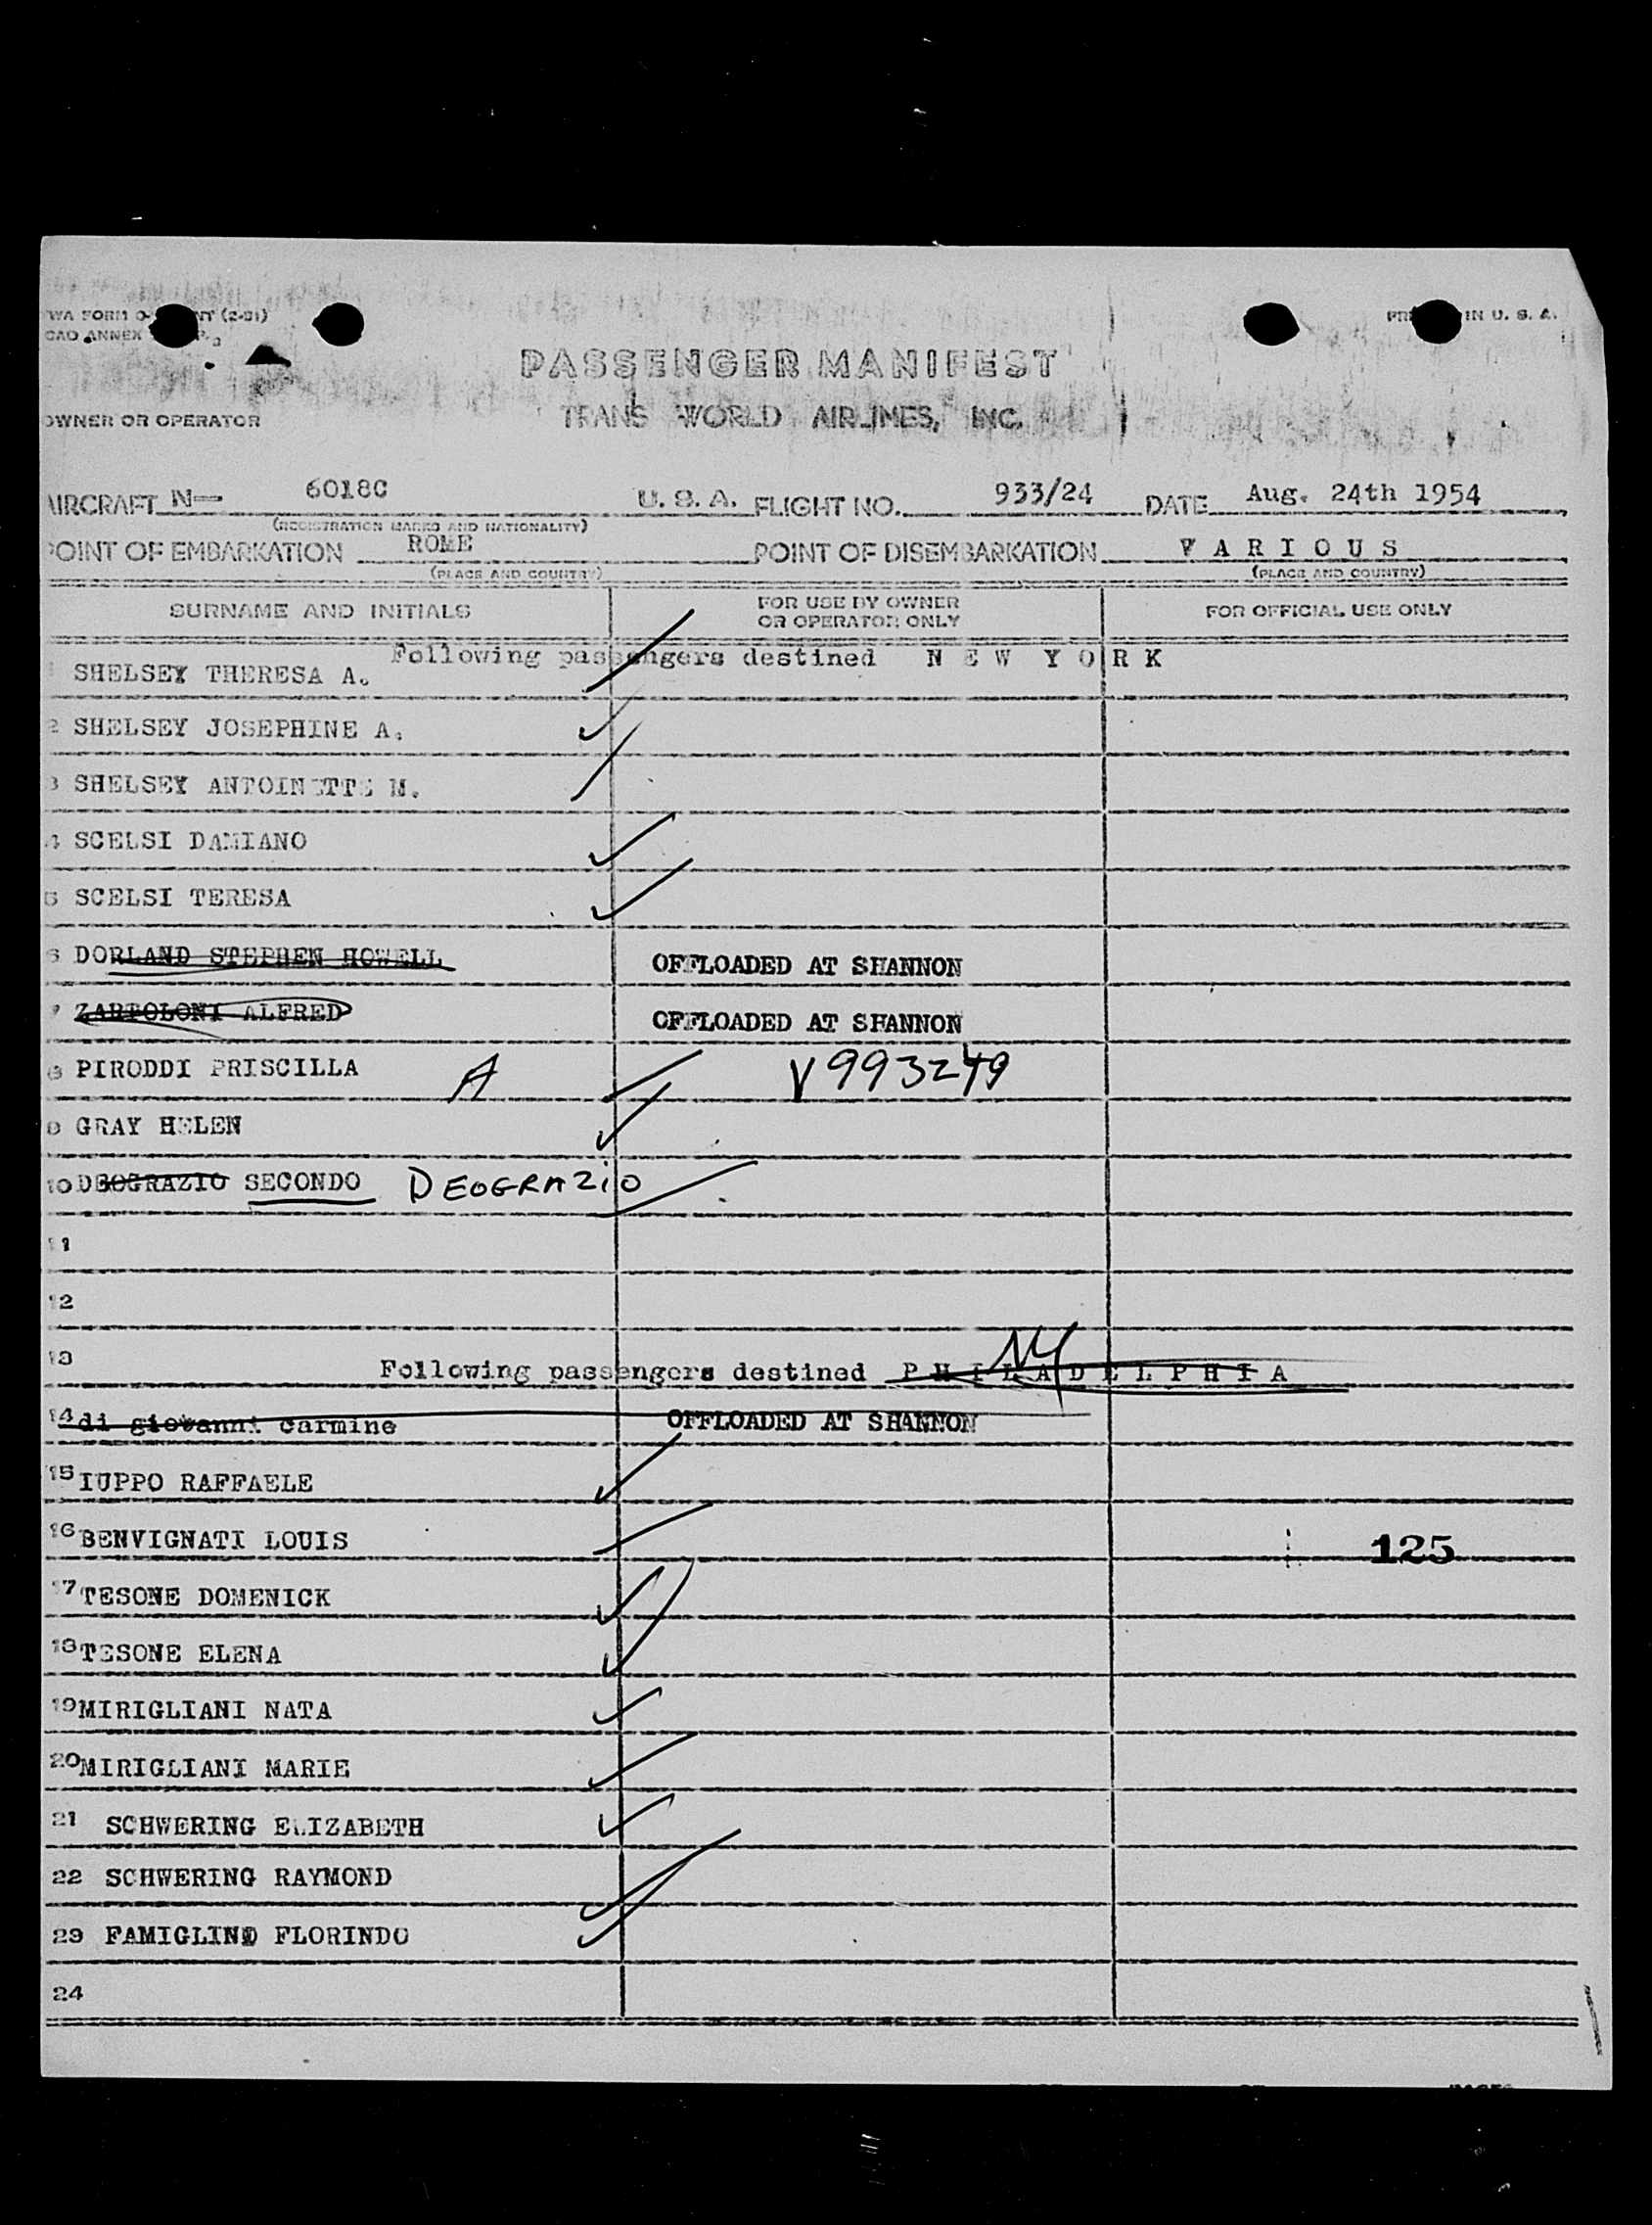 (2-51)
PRI IN U. S. A.
CAO ANNEX
PASSENGER MANIFEST
OWNER OR OPERATOR TRANS WORLD AIRLINES, INC.
AIRCRAFT N— 6018C U. S. A. FLIGHT NO. 933/24 DATE Aug. 24th 1954
(REGISTRATION MARKS AND NATIONALITY)
POINT OF EMBARKATION ROME POINT OF DISEMBARKATION V A R I O U S
(PLACE AND COUNTRY) (PLACE AND COUNTRY)
SURNAME AND INITIALS FOR USE BY OWNER OR OPERATOR ONLY FOR OFFICIAL USE ONLY
Following passengers destined N E W Y O R K
SHELSEY THERESA A.
2 SHELSEY JOSEPHINE A.
3 SHELSEY ANTOINETTE M.
4 SCELSI DAMIANO
5 SCELSI TERESA
6 DORLAND STEPHEN HOWELL OFFLOADED AT SHANNON
7 ZARTOLONI ALFRED OFFLOADED AT SHANNON
8 PIRODDI PRISCILLA A V993249
9 GRAY HELEN
10 DEOGRAZIO SECONDO DEOGRAZIO
11
12
13 Following passengers destined P H I L A D E L P H I A NY
14 di giovanni carmine OFFLOADED AT SHANNON
15 IUPPO RAFFAELE
16 BENVIGNATI LOUIS 125
17 TESONE DOMENICK
18 TESONE ELENA
19 MIRIGLIANI NATA
20 MIRIGLIANI MARIE
21 SCHWERING ELIZABETH
22 SCHWERING RAYMOND
23 FAMIGLINO FLORINDO
24